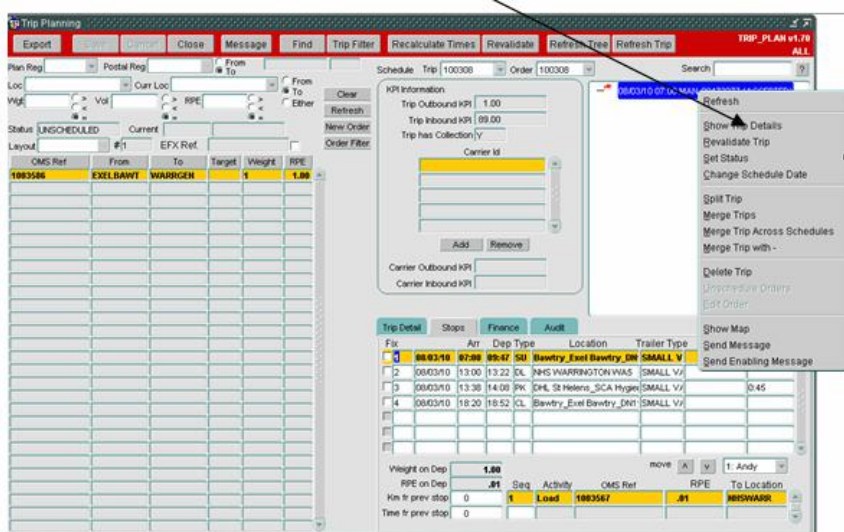 Trip Planning
Export Save Cancel Close Message Find Trip Filter Recalculate Times Revalidate Refresh Tree Refresh Trip TRIP_PLAN v1.70
ALL
Plan Reg Postal Reg From To
Loc Curr Loc From To Either
Wgt > < = Vol > < = RPE > < =
Status UNSCHEDULED Current
Layout # 1 EFX Ref.
Clear
Refresh
New Order
Order Filter
OMS Ref From To Target Weight RPE
1003586 EXELBAWT WARRGEN 1 1.00
Schedule Trip 100308 Order 100308 Search ?
KPI Information
Trip Outbound KPI 1.00
Trip Inbound KPI 89.00
Trip has Collection Y
Carrier Id
Add Remove
Carrier Outbound KPI
Carrier Inbound KPI
08/03/10 07:00 MAN
Refresh
Show Trip Details
Revalidate Trip
Set Status
Change Schedule Date
Split Trip
Merge Trips
Merge Trip Across Schedules
Merge Trip with -
Delete Trip
Unschedule Orders
Edit Order
Show Map
Send Message
Send Enabling Message
Trip Detail Stops Finance Audit
Fix Arr Dep Type Location Trailer Type
1 08/03/10 07:00 09:47 SU Bawtry_Exel Bawtry_DN SMALL V
2 08/03/10 13:00 13:22 DL NHS WARRINGTON WA5 SMALL V/
3 08/03/10 13:38 14:08 PK DHL St Helens_SCA Hygie SMALL V/ 0:45
4 08/03/10 18:20 18:52 CL Bawtry_Exel Bawtry_DN1 SMALL V/
Weight on Dep 1.00 move ^ v 1: Andy
RPE on Dep .01 Seq Activity OMS Ref RPE To Location
Km fr prev stop 0 1 Load 1003567 .01 NHSWARR
Time fr prev stop 0